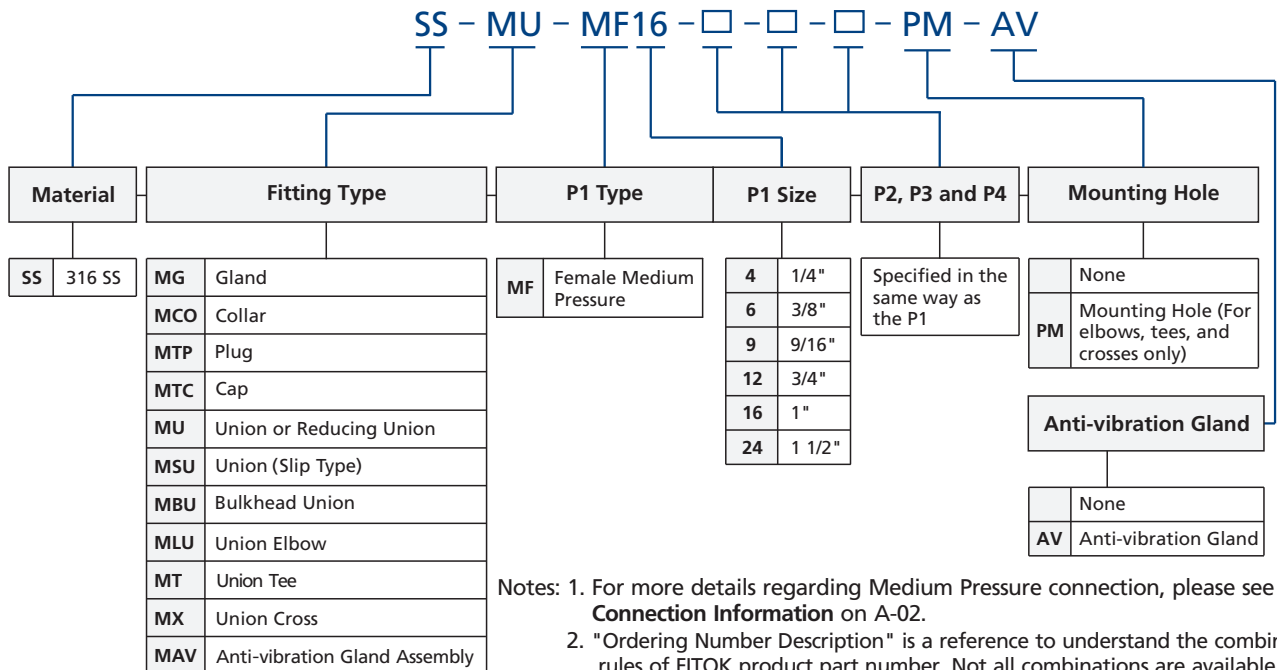 SS – MU – MF16 – □ – □ – □ – PM – AV
Material
Fitting Type
P1 Type
P1 Size
P2, P3 and P4
Mounting Hole
SS 316 SS
MG Gland
MCO Collar
MTP Plug
MTC Cap
MU Union or Reducing Union
MSU Union (Slip Type)
MBU Bulkhead Union
MLU Union Elbow
MT Union Tee
MX Union Cross
MAV Anti-vibration Gland Assembly
MF Female Medium
Pressure
4 1/4"
6 3/8"
9 9/16"
12 3/4"
16 1"
24 1 1/2"
Specified in the
same way as
the P1
None
PM Mounting Hole (For
elbows, tees, and
crosses only)
Anti-vibration Gland
None
AV Anti-vibration Gland
Notes: 1. For more details regarding Medium Pressure connection, please see
Connection Information on A-02.
2. "Ordering Number Description" is a reference to understand the
rules of FITOK product part number. Not all combinations are available